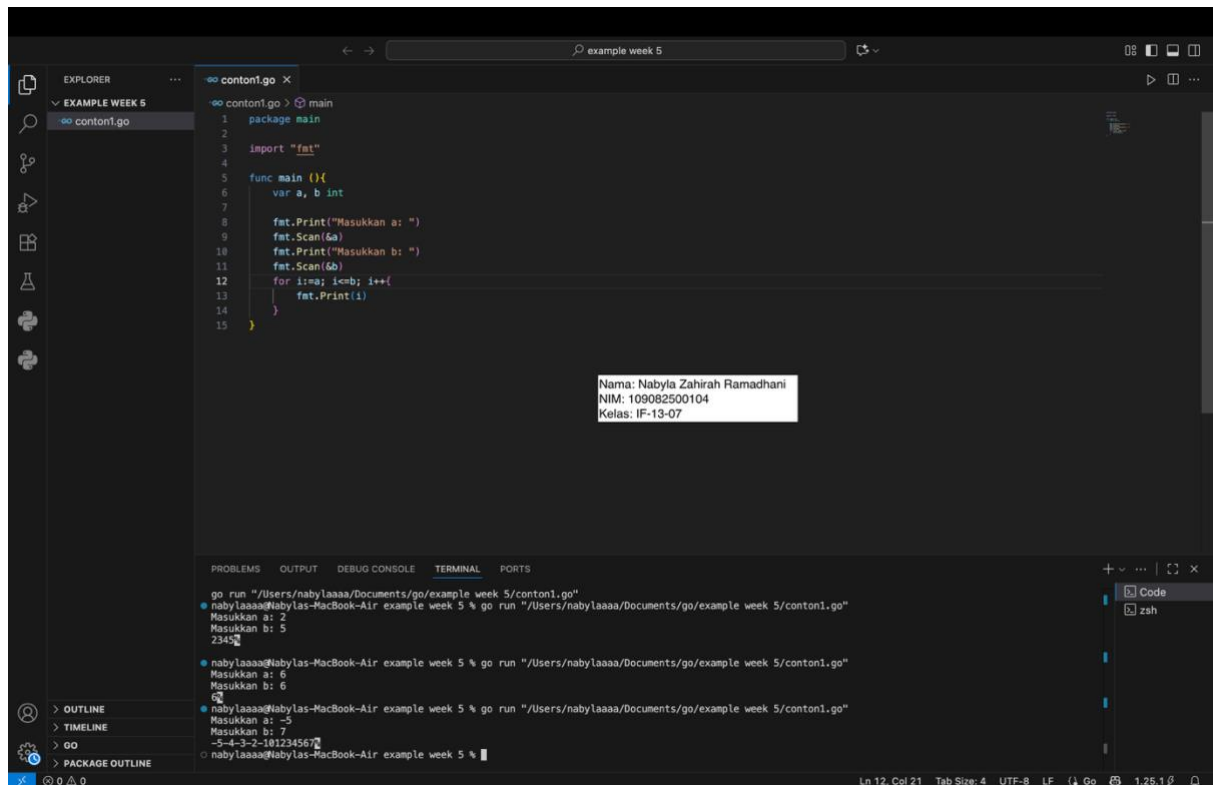 example week 5
EXPLORER
conton1.go
EXAMPLE WEEK 5
conton1.go
conton1.go > main
1 package main
2
3 import "fmt"
4
5 func main (){
6 var a, b int
7
8 fmt.Print("Masukkan a: ")
9 fmt.Scan(&a)
10 fmt.Print("Masukkan b: ")
11 fmt.Scan(&b)
12 for i:=a; i<=b; i++{
13 fmt.Print(i)
14 }
15 }
Nama: Nabyla Zahirah Ramadhani
NIM: 109082500104
Kelas: IF-13-07
PROBLEMS OUTPUT DEBUG CONSOLE TERMINAL PORTS
go run "/Users/nabylaaaa/Documents/go/example week 5/conton1.go"
nabylaaaa@Nabylas-MacBook-Air example week 5 % go run "/Users/nabylaaaa/Documents/go/example week 5/conton1.go"
Masukkan a: 2
Masukkan b: 5
2345%
nabylaaaa@Nabylas-MacBook-Air example week 5 % go run "/Users/nabylaaaa/Documents/go/example week 5/conton1.go"
Masukkan a: 6
Masukkan b: 6
6%
nabylaaaa@Nabylas-MacBook-Air example week 5 % go run "/Users/nabylaaaa/Documents/go/example week 5/conton1.go"
Masukkan a: -5
Masukkan b: 7
-5-4-3-2-101234567%
nabylaaaa@Nabylas-MacBook-Air example week 5 %
Code
zsh
OUTLINE
TIMELINE
GO
PACKAGE OUTLINE
0 0
Ln 12, Col 21 Tab Size: 4 UTF-8 LF Go 1.25.1